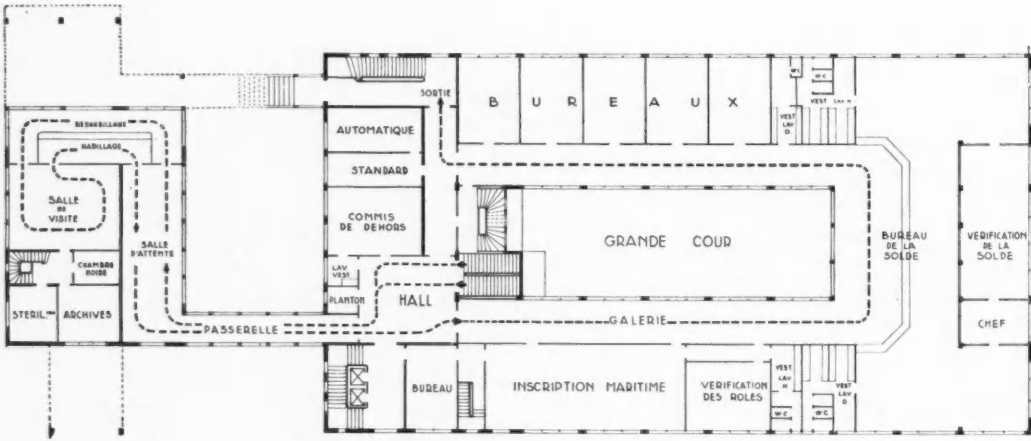 SORTIE
B U R E A U X
W C
W C
VEST LAV H
VEST
LAV
D.
DESHABILLAGE
HABILLAGE
AUTOMATIQUE
STANDARD
COMMIS
DE DEHORS
SALLE
DE
VISITE
SALLE
D'ATTENTE
CHAMBRE
NOIRE
STERIL.ION
ARCHIVES
LAV
VEST
PLANTON
HALL
PASSERELLE
GRANDE COUR
GALERIE
BUREAU
DE LA
SOLDE
VERIFICATION
DE LA
SOLDE
CHEF
BUREAU
INSCRIPTION MARITIME
VERIFICATION
DES ROLES
VEST
LAV
H
W C
W C
VEST
LAV
D